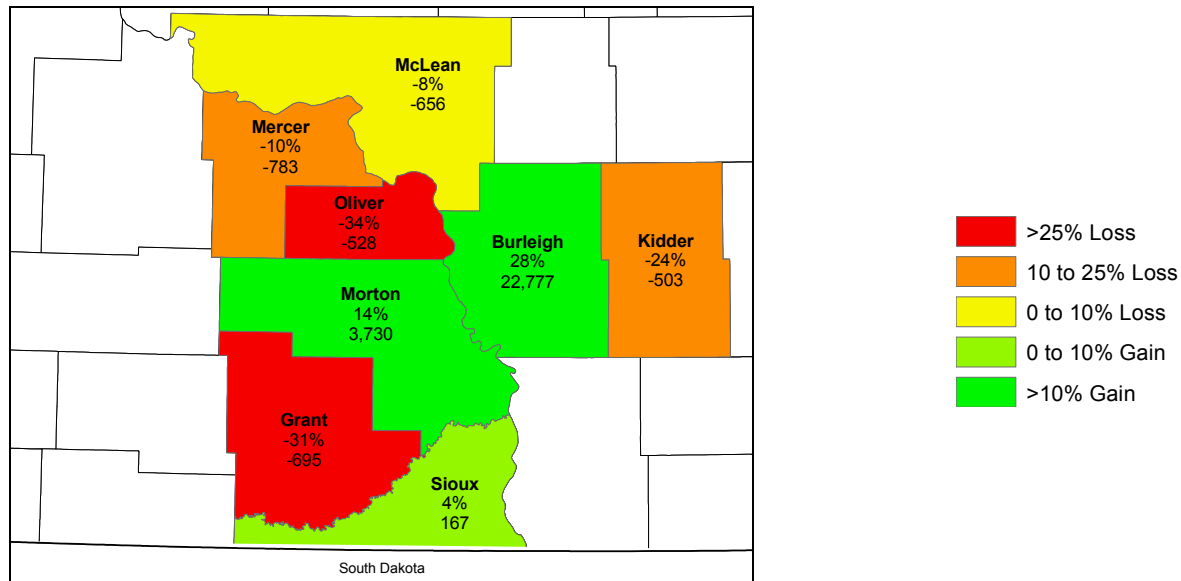 McLean
-8%
-656
Mercer
-10%
-783
Oliver
-34%
-528
Burleigh
28%
22,777
Kidder
-24%
-503
Morton
14%
3,730
Grant
-31%
-695
Sioux
4%
167
South Dakota
>25% Loss
10 to 25% Loss
0 to 10% Loss
0 to 10% Gain
>10% Gain